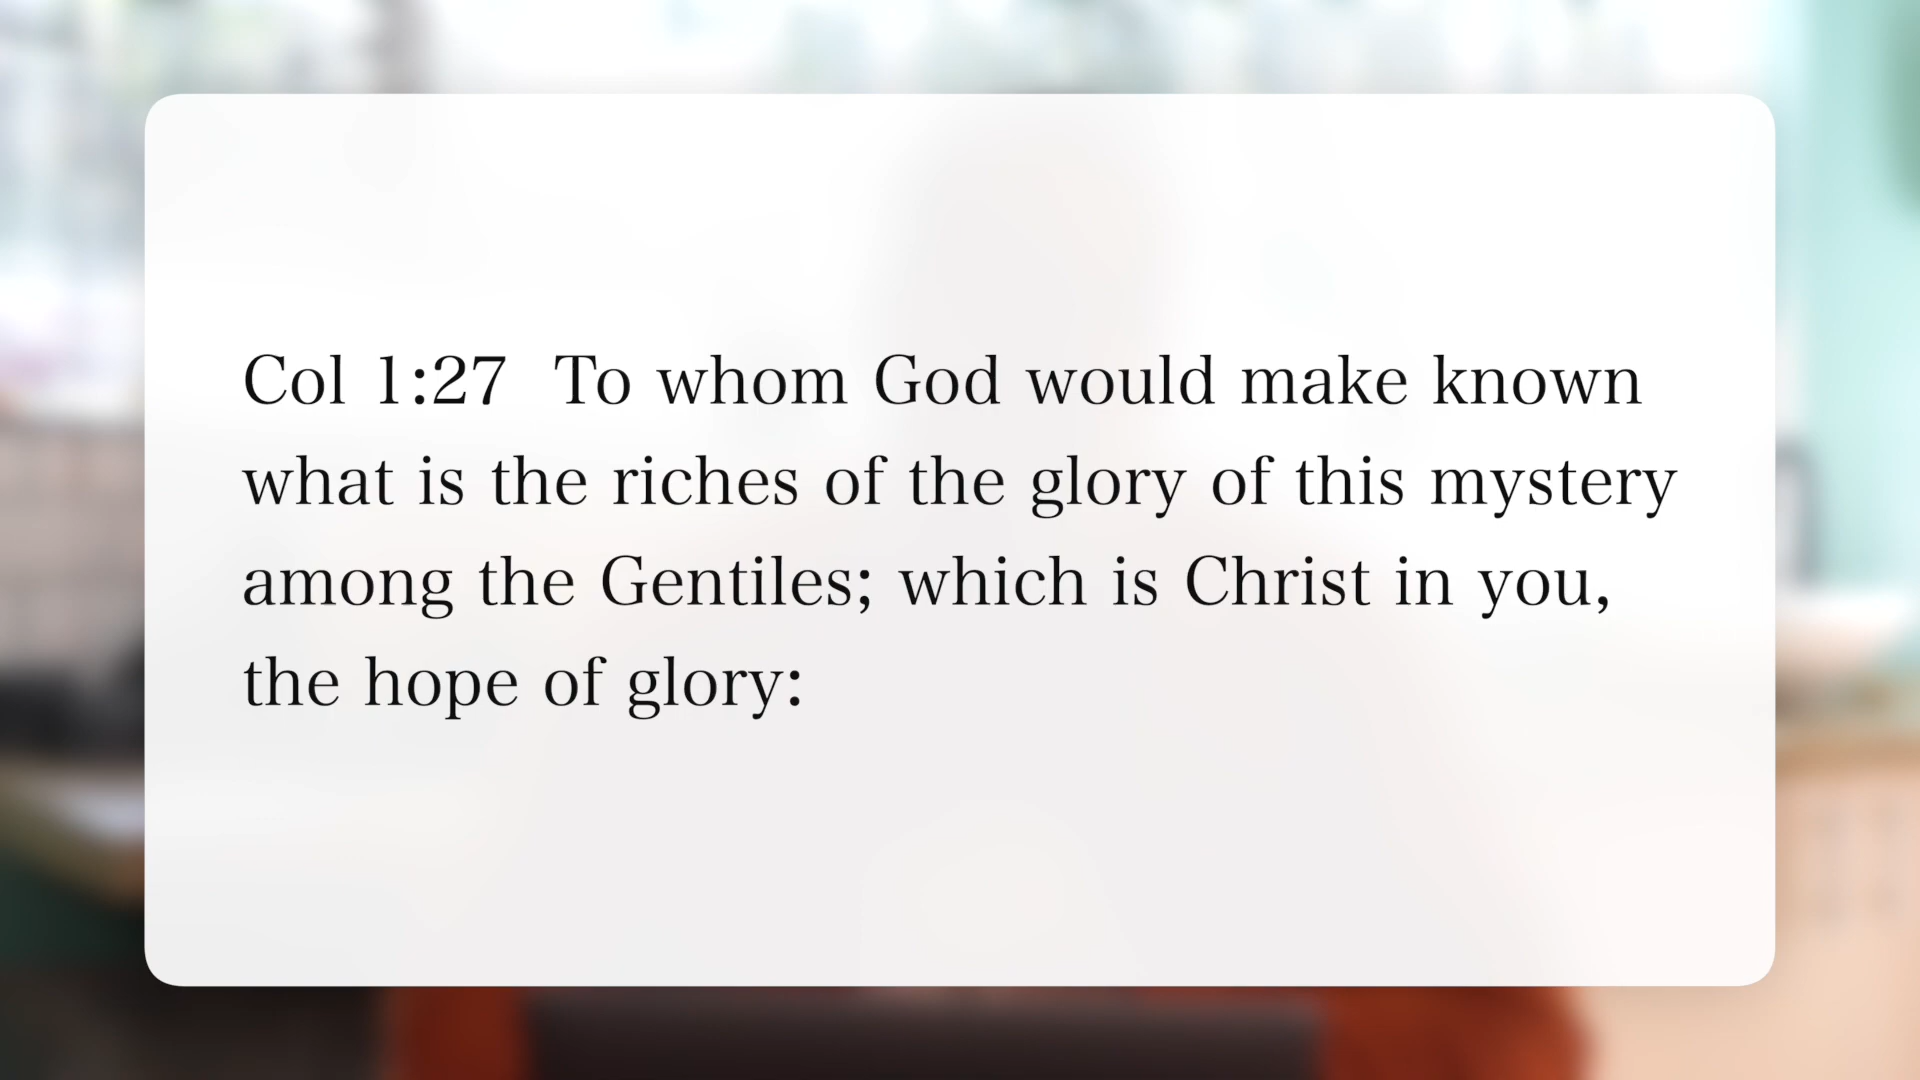 Col 1:27  To whom God would make known
what is the riches of the glory of this mystery
among the Gentiles; which is Christ in you,
the hope of glory: